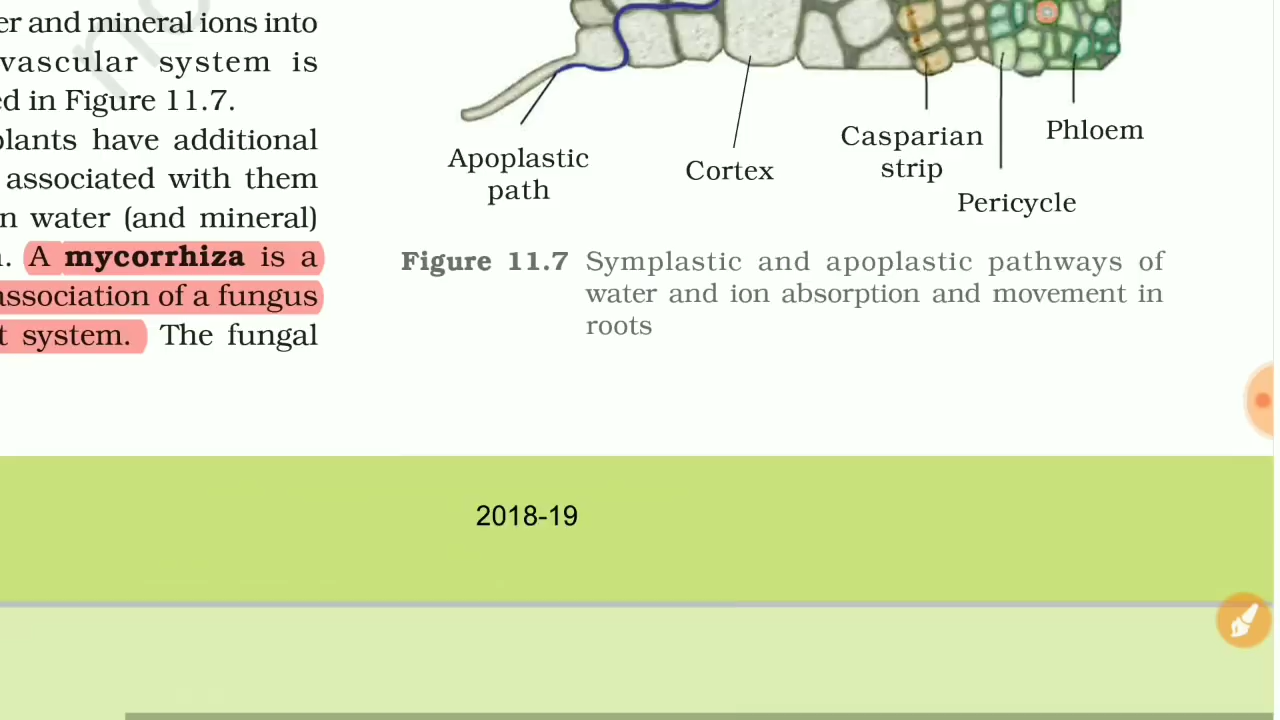 er and mineral ions into
vascular system is
ed in Figure 11.7.
plants have additional
associated with them
n water (and mineral)
. A mycorrhiza is a
association of a fungus
t system. The fungal
Apoplastic
path
Cortex
Casparian
strip
Phloem
Pericycle
Figure 11.7 Symplastic and apoplastic pathways of
water and ion absorption and movement in
roots
2018-19